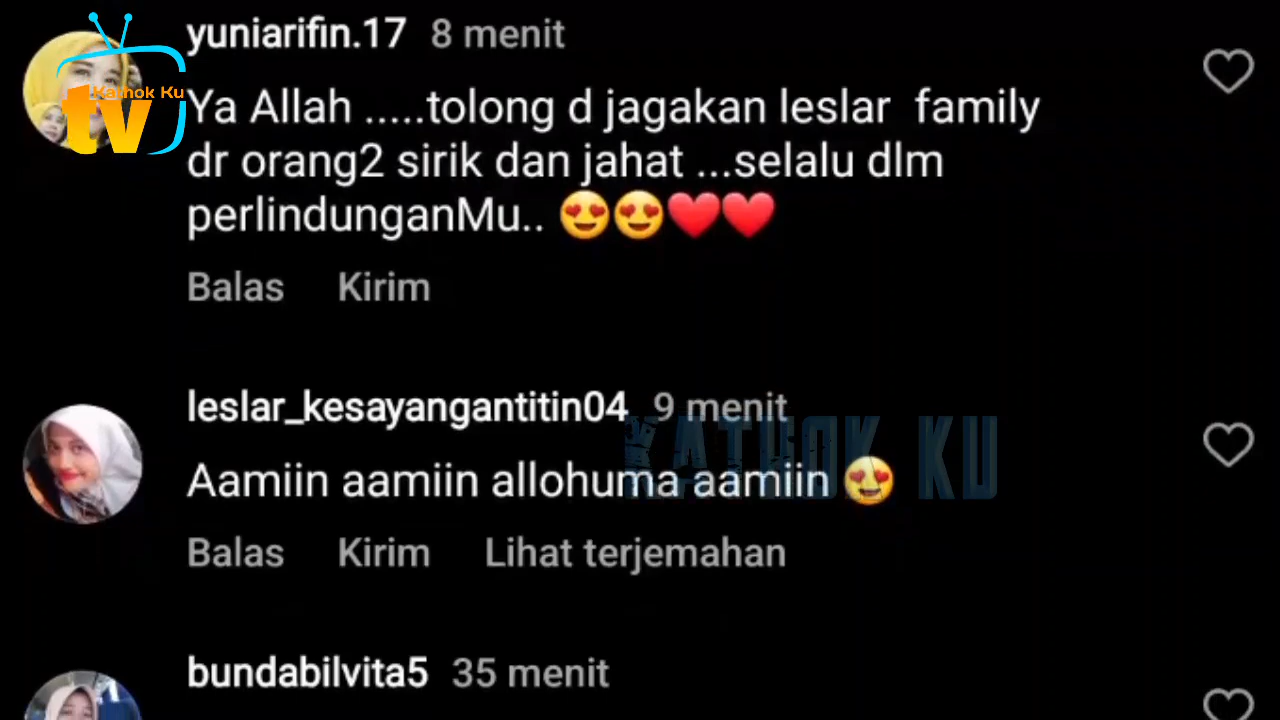 yuniarifin.17 8 menit
Ya Allah .....tolong d jagakan leslar family
dr orang2 sirik dan jahat ...selalu dlm
perlindunganMu.. 😍😍❤️❤️
Balas Kirim
leslar_kesayangantitin04 9 menit
Aamiin aamiin allohuma aamiin 😍
Balas Kirim Lihat terjemahan
bundabilvita5 35 menit
Kathok Ku
tv
KATHOK KU